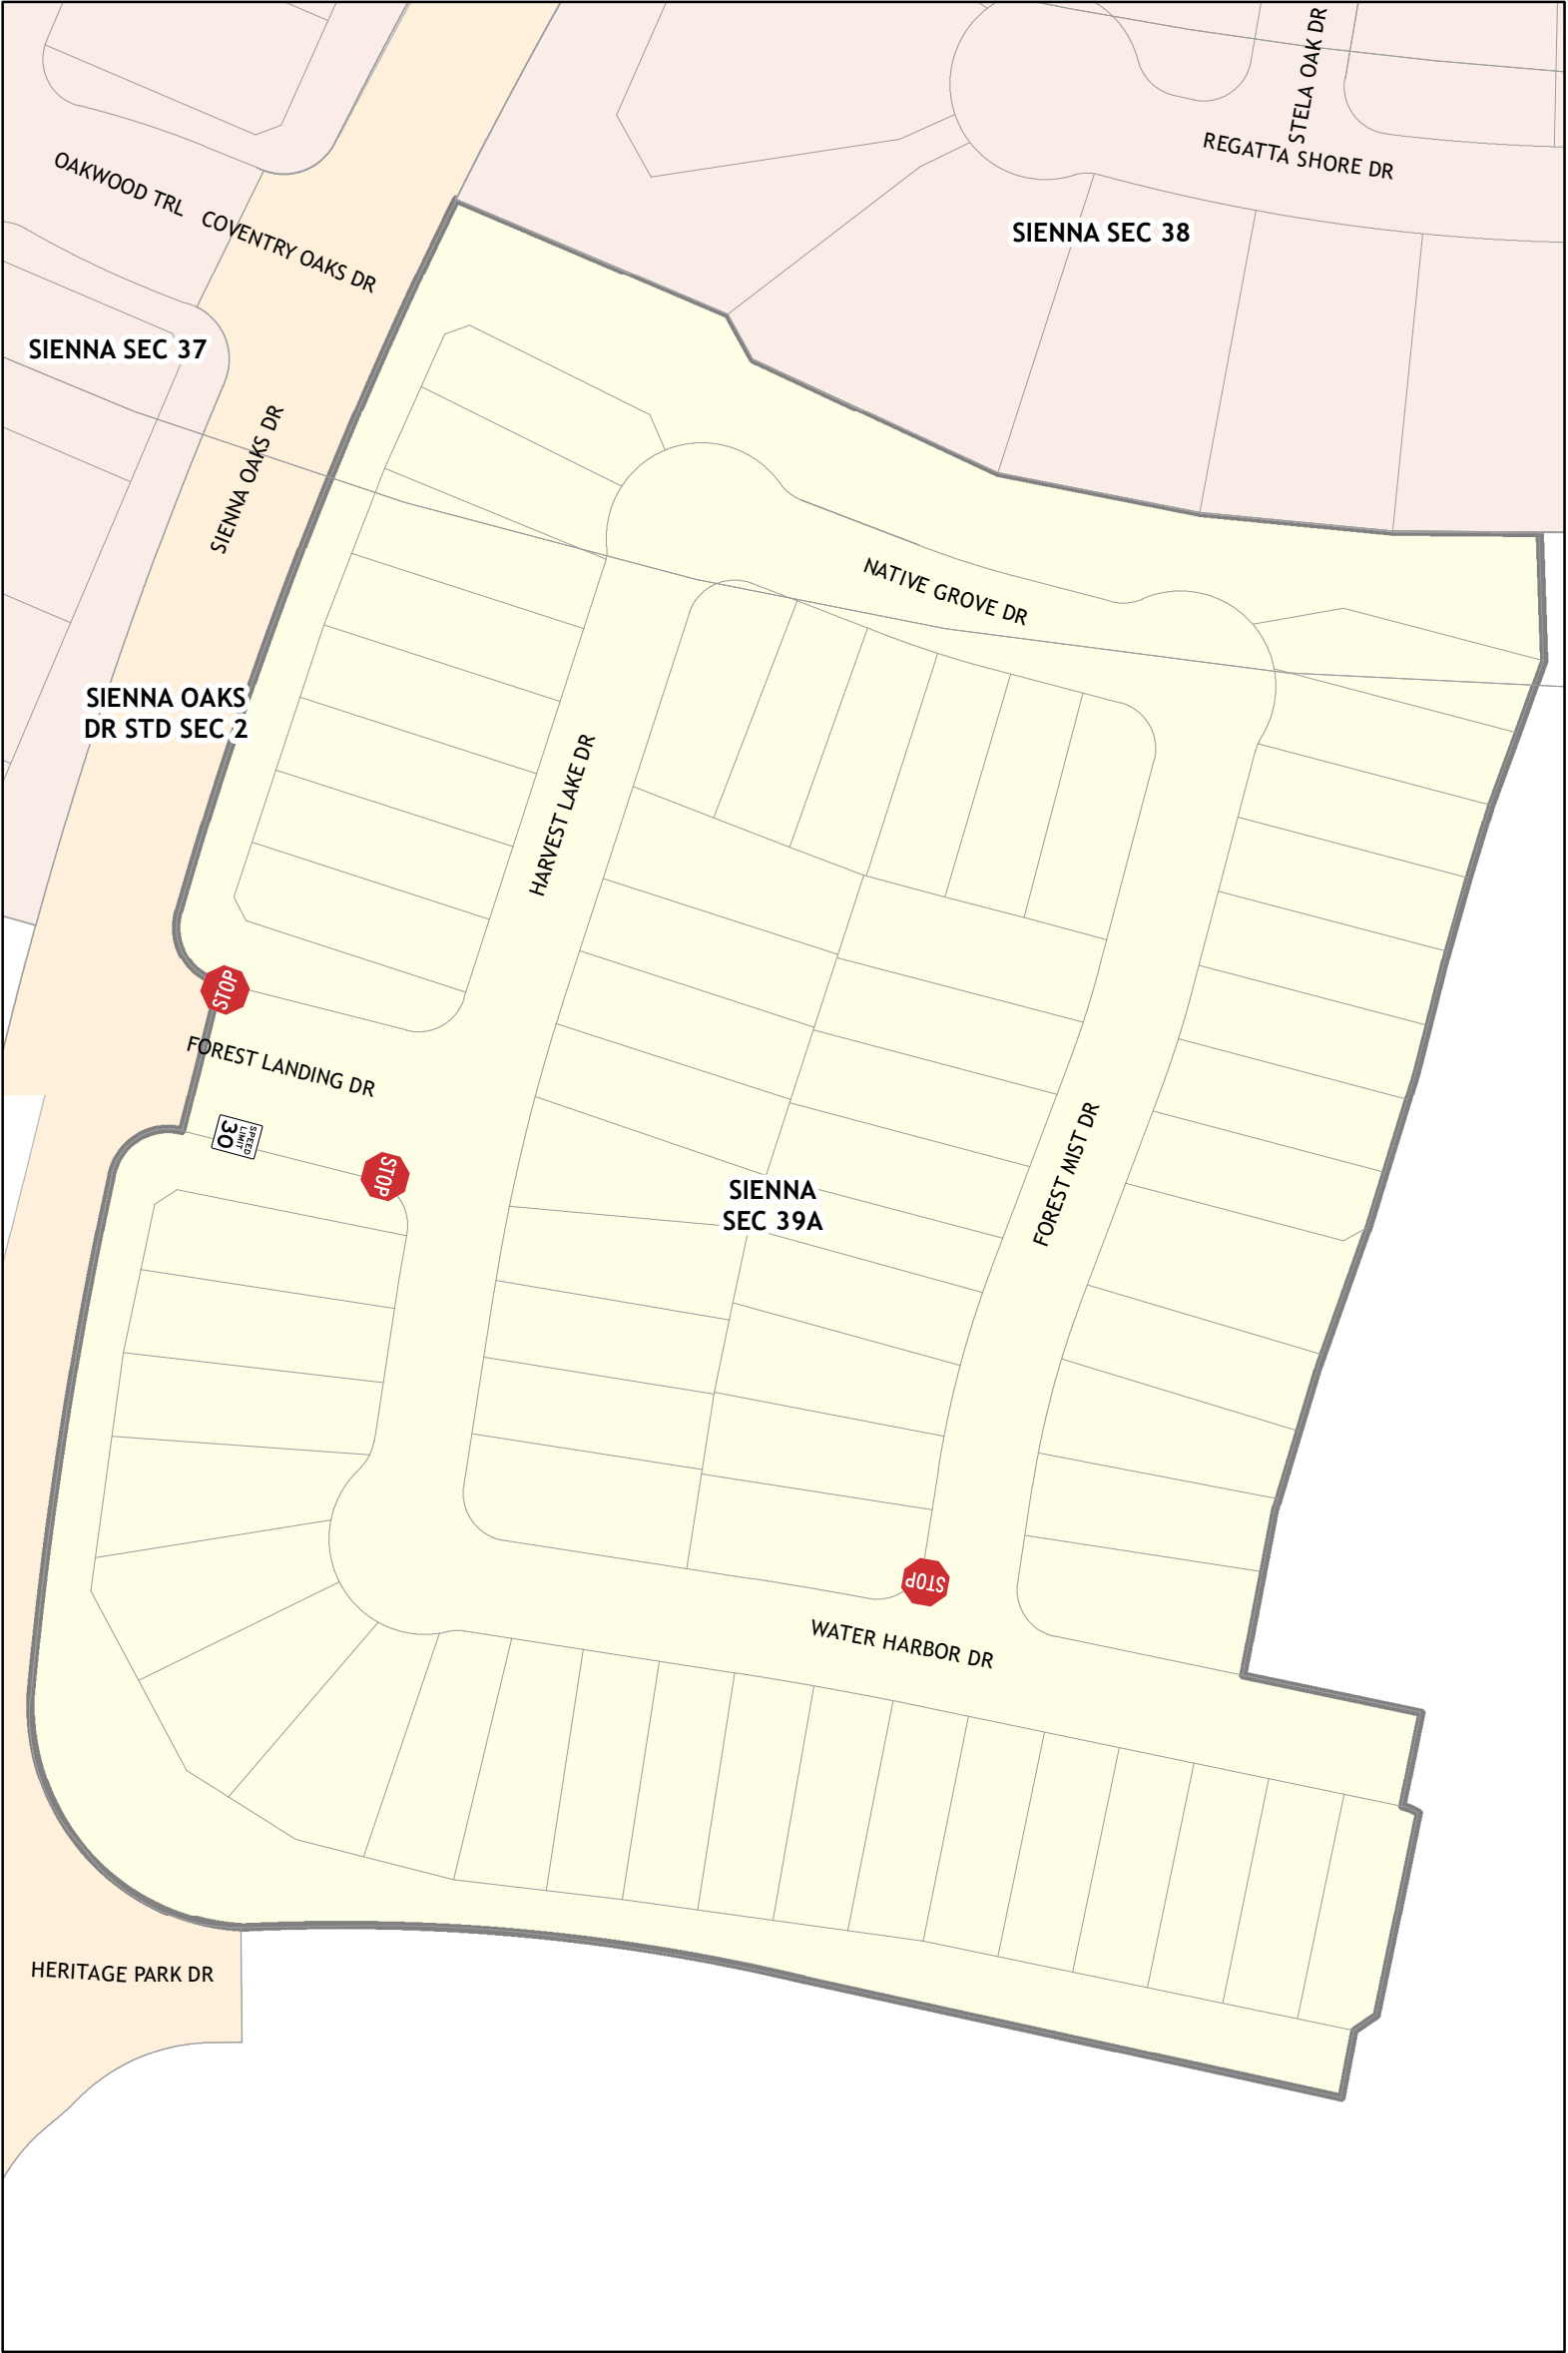 STELA OAK DR
REGATTA SHORE DR
OAKWOOD TRL
COVENTRY OAKS DR
SIENNA SEC 38
SIENNA SEC 37
SIENNA OAKS DR
NATIVE GROVE DR
SIENNA OAKS
DR STD SEC 2
HARVEST LAKE DR
STOP
FOREST LANDING DR
SPEED
LIMIT
30
STOP
FOREST MIST DR
SIENNA
SEC 39A
STOP
WATER HARBOR DR
HERITAGE PARK DR